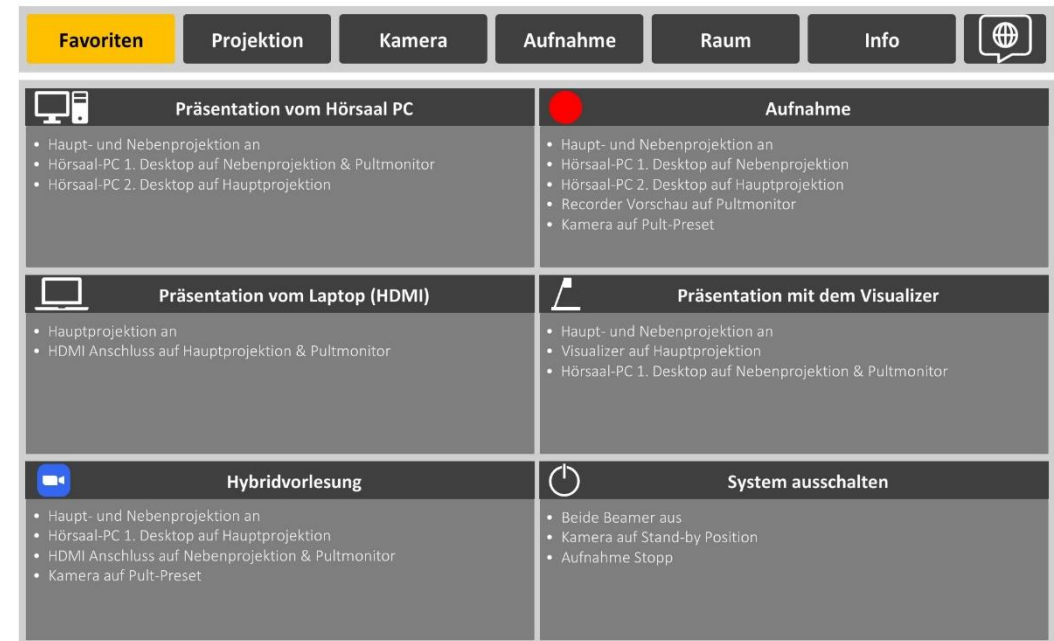 Favoriten
Projektion
Kamera
Aufnahme
Raum
Info
Präsentation vom Hörsaal PC
• Haupt- und Nebenprojektion an
• Hörsaal-PC 1. Desktop auf Nebenprojektion & Pultmonitor
• Hörsaal-PC 2. Desktop auf Hauptprojektion
Aufnahme
• Haupt- und Nebenprojektion an
• Hörsaal-PC 1. Desktop auf Nebenprojektion
• Hörsaal-PC 2. Desktop auf Hauptprojektion
• Recorder Vorschau auf Pultmonitor
• Kamera auf Pult-Preset
Präsentation vom Laptop (HDMI)
• Hauptprojektion an
• HDMI Anschluss auf Hauptprojektion & Pultmonitor
Präsentation mit dem Visualizer
• Haupt- und Nebenprojektion an
• Visualizer auf Hauptprojektion
• Hörsaal-PC 1. Desktop auf Nebenprojektion & Pultmonitor
Hybridvorlesung
• Haupt- und Nebenprojektion an
• Hörsaal-PC 1. Desktop auf Hauptprojektion
• HDMI Anschluss auf Nebenprojektion & Pultmonitor
• Kamera auf Pult-Preset
System ausschalten
• Beide Beamer aus
• Kamera auf Stand-by Position
• Aufnahme Stopp